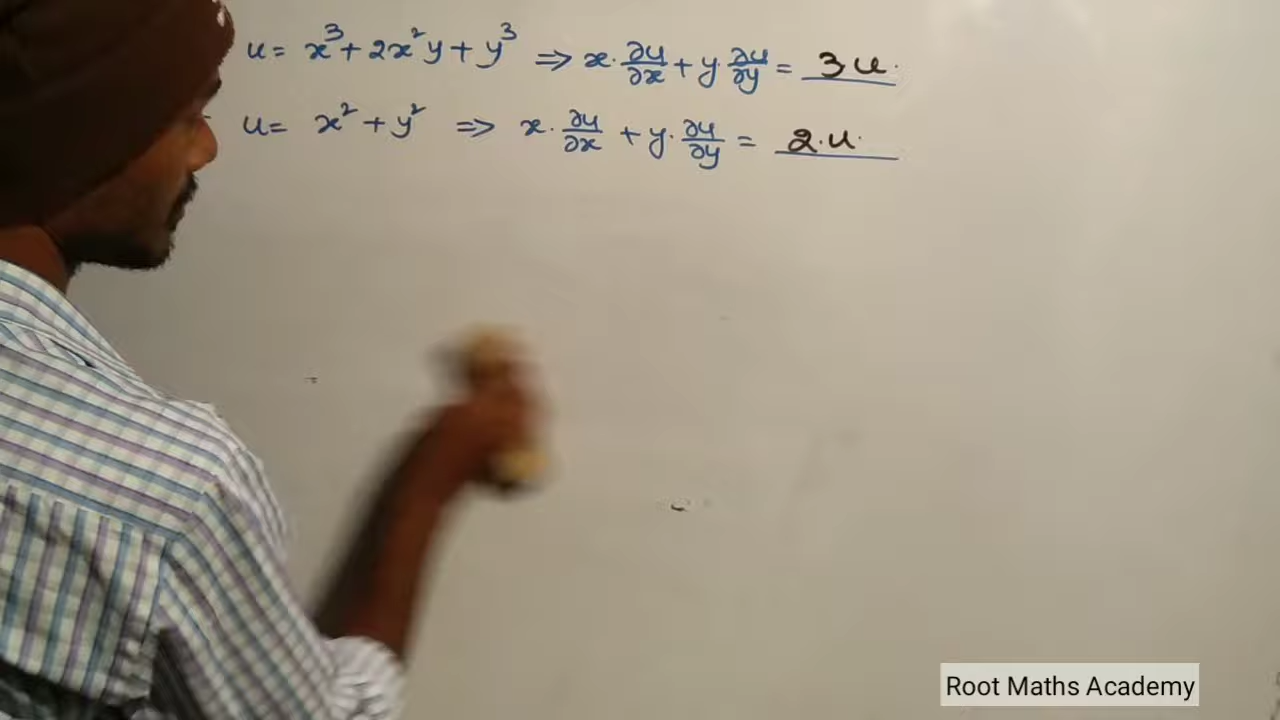 u = x³ + 2x²y + y³ ⇒ x·∂u/∂x + y·∂u/∂y = 3u.
u = x² + y² ⇒ x·∂u/∂x + y·∂u/∂y = 2·u.
Root Maths Academy